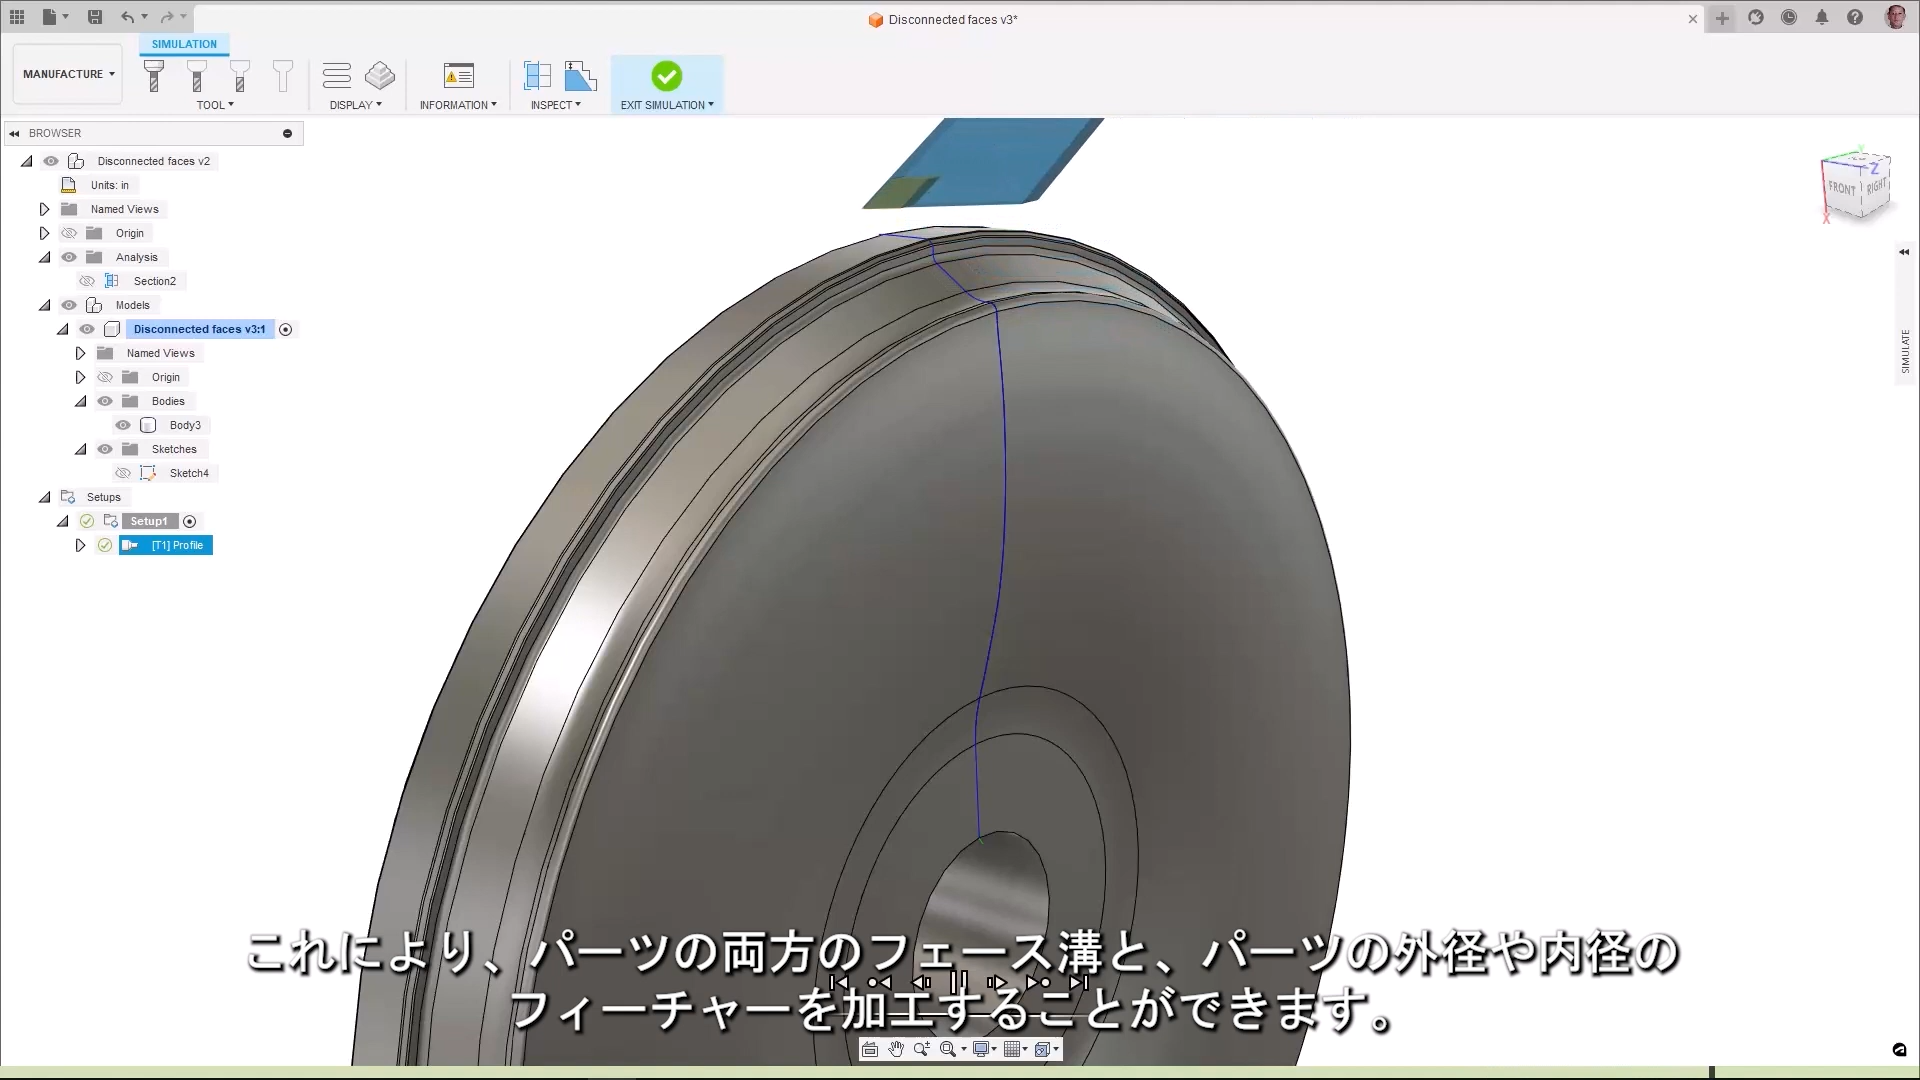 Disconnected faces v3*
MANUFACTURE
SIMULATION
TOOL
DISPLAY
INFORMATION
INSPECT
EXIT SIMULATION
BROWSER
Disconnected faces v2
Units: in
Named Views
Origin
Analysis
Section2
Models
Disconnected faces v3:1
Named Views
Origin
Bodies
Body3
Sketches
Sketch4
Setups
Setup1
[T1] Profile
FRONT
RIGHT
Z
X
Y
SIMULATE
これにより、パーツの両方のフェース溝と、パーツの外径や内径の
フィーチャーを加工することができます。